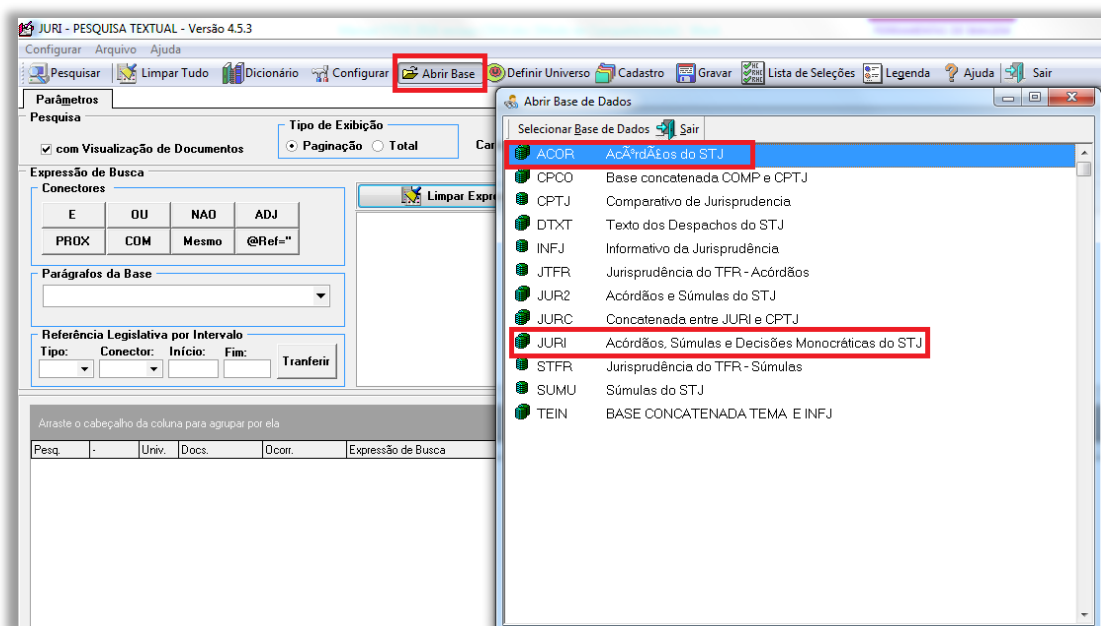 JURI - PESQUISA TEXTUAL - Versão 4.5.3
Configurar Arquivo Ajuda
Pesquisar Limpar Tudo Dicionário Configurar Abrir Base Definir Universo Cadastro Gravar Lista de Seleções Legenda Ajuda Sair
Parâmetros
Pesquisa
com Visualização de Documentos
Tipo de Exibição
Paginação Total
Car
Expressão de Busca
Conectores
E OU NAO ADJ
PROX COM Mesmo @Ref="
Limpar Expre
Parágrafos da Base
Referência Legislativa por Intervalo
Tipo: Conector: Início: Fim:
Tranferir
Arraste o cabeçalho da coluna para agrupar por ela
Pesq. - Univ. Docs. Ocorr. Expressão de Busca
Abrir Base de Dados
Selecionar Base de Dados Sair
ACOR AcÃ³rdÃ£os do STJ
CPCO Base concatenada COMP e CPTJ
CPTJ Comparativo de Jurisprudencia
DTXT Texto dos Despachos do STJ
INFJ Informativo da Jurisprudência
JTFR Jurisprudência do TFR - Acórdãos
JUR2 Acórdãos e Súmulas do STJ
JURC Concatenada entre JURI e CPTJ
JURI Acórdãos, Súmulas e Decisões Monocráticas do STJ
STFR Jurisprudência do TFR - Súmulas
SUMU Súmulas do STJ
TEIN BASE CONCATENADA TEMA E INFJ